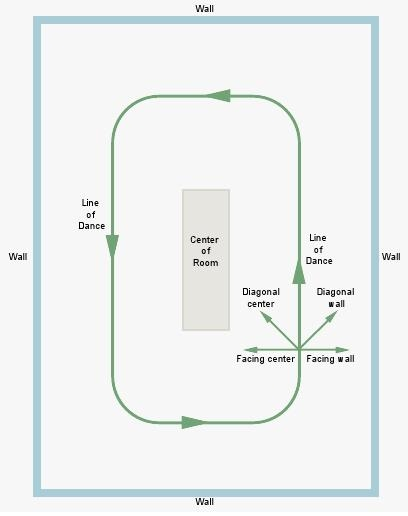 Wall
Line
of
Dance
Center
of
Room
Line
of
Dance
Wall
Wall
Diagonal
center
Diagonal
wall
Facing center
Facing wall
Wall